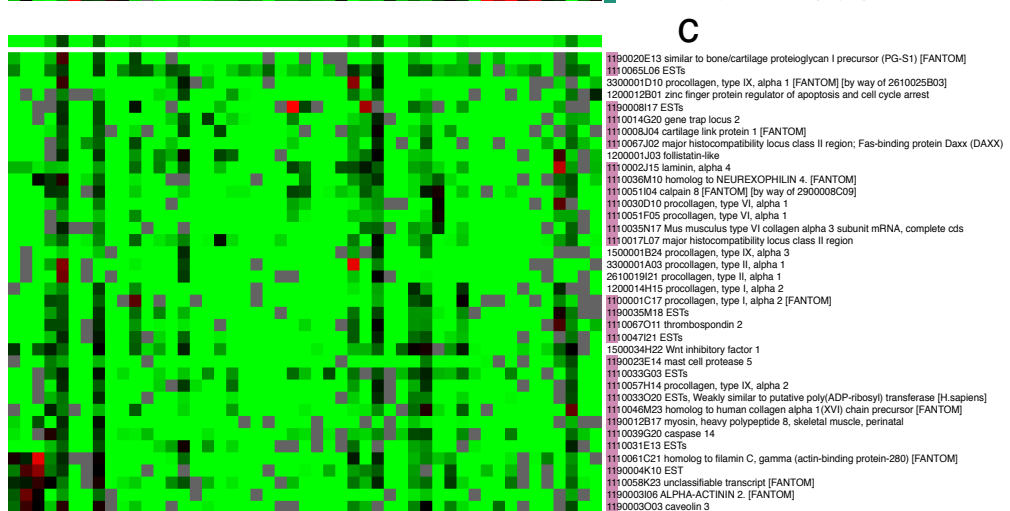 C
1190020E13 similar to bone/cartilage proteioglycan I precursor (PG-S1) [FANTOM]
1110065L06 ESTs
3300001D10 procollagen, type IX, alpha 1 [FANTOM] [by way of 2610025B03]
1200012B01 zinc finger protein regulator of apoptosis and cell cycle arrest
1190008I17 ESTs
1110014G20 gene trap locus 2
1110008J04 cartilage link protein 1 [FANTOM]
1110067J02 major histocompatibility locus class II region; Fas-binding protein Daxx (DAXX)
1200001J03 follistatin-like
1110002J15 laminin, alpha 4
1110036M10 homolog to NEUREXOPHILIN 4. [FANTOM]
1110051I04 calpain 8 [FANTOM] [by way of 2900008C09]
1110030D10 procollagen, type VI, alpha 1
1110051F05 procollagen, type VI, alpha 1
1110035N17 Mus musculus type VI collagen alpha 3 subunit mRNA, complete cds
1110017L07 major histocompatibility locus class II region
1500001B24 procollagen, type IX, alpha 3
3300001A03 procollagen, type II, alpha 1
2610019I21 procollagen, type II, alpha 1
1200014H15 procollagen, type I, alpha 2
1100001C17 procollagen, type I, alpha 2 [FANTOM]
1190035M18 ESTs
1110067O11 thrombospondin 2
1110047I21 ESTs
1500034H22 Wnt inhibitory factor 1
1190023E14 mast cell protease 5
1110033G03 ESTs
1110057H14 procollagen, type IX, alpha 2
1110033O20 ESTs, Weakly similar to putative poly(ADP-ribosyl) transferase [H.sapiens]
1110046M23 homolog to human collagen alpha 1(XVI) chain precursor [FANTOM]
1190012B17 myosin, heavy polypeptide 8, skeletal muscle, perinatal
1110039G20 caspase 14
1110031E13 ESTs
1110061C21 homolog to filamin C, gamma (actin-binding protein-280) [FANTOM]
1190004K10 EST
1110058K23 unclassifiable transcript [FANTOM]
1190003I06 ALPHA-ACTININ 2. [FANTOM]
1190003O03 caveolin 3